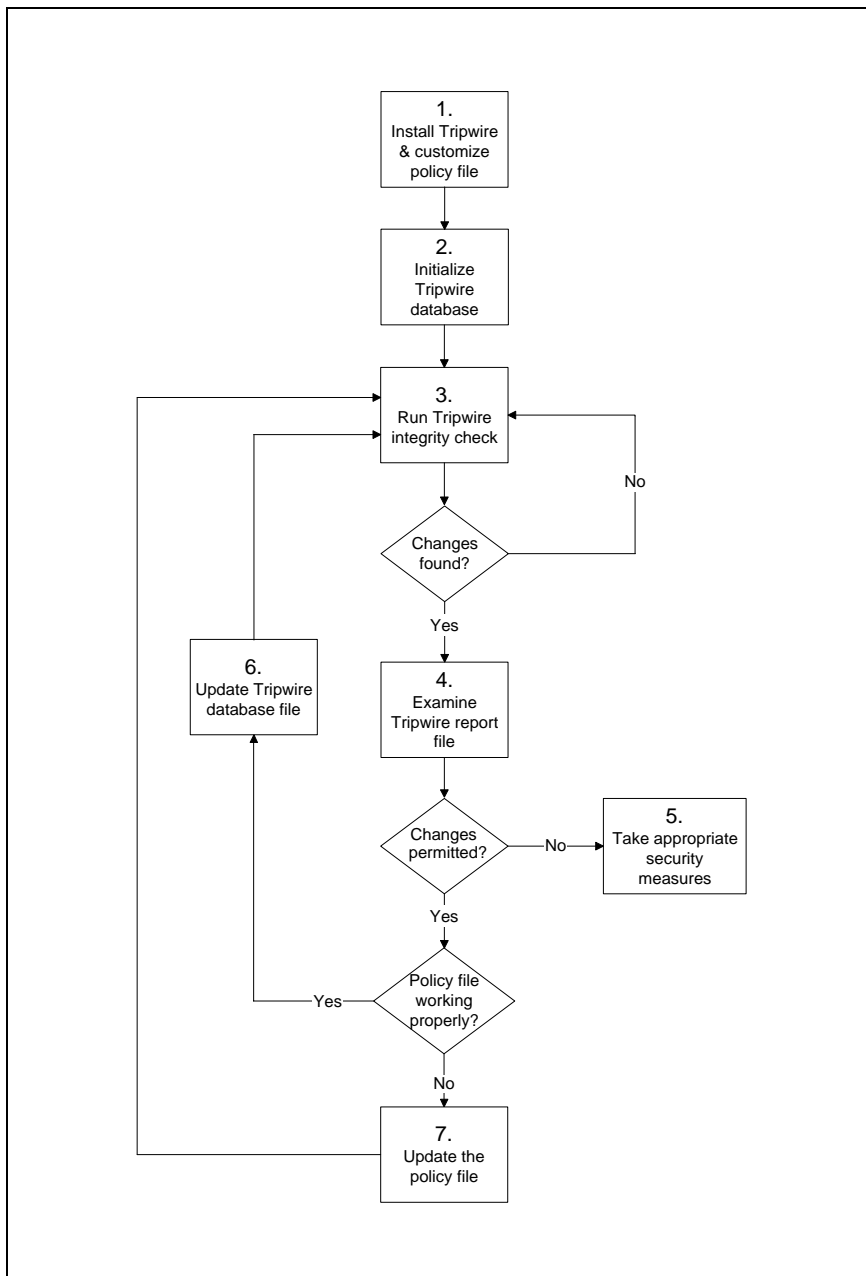 1.
Install Tripwire
& customize
policy file
2.
Initialize
Tripwire
database
3.
Run Tripwire
integrity check
No
Changes
found?
Yes
6.
Update Tripwire
database file
4.
Examine
Tripwire report
file
Changes
permitted?
No
5.
Take appropriate
security
measures
Yes
Policy file
working
properly?
Yes
No
7.
Update the
policy file